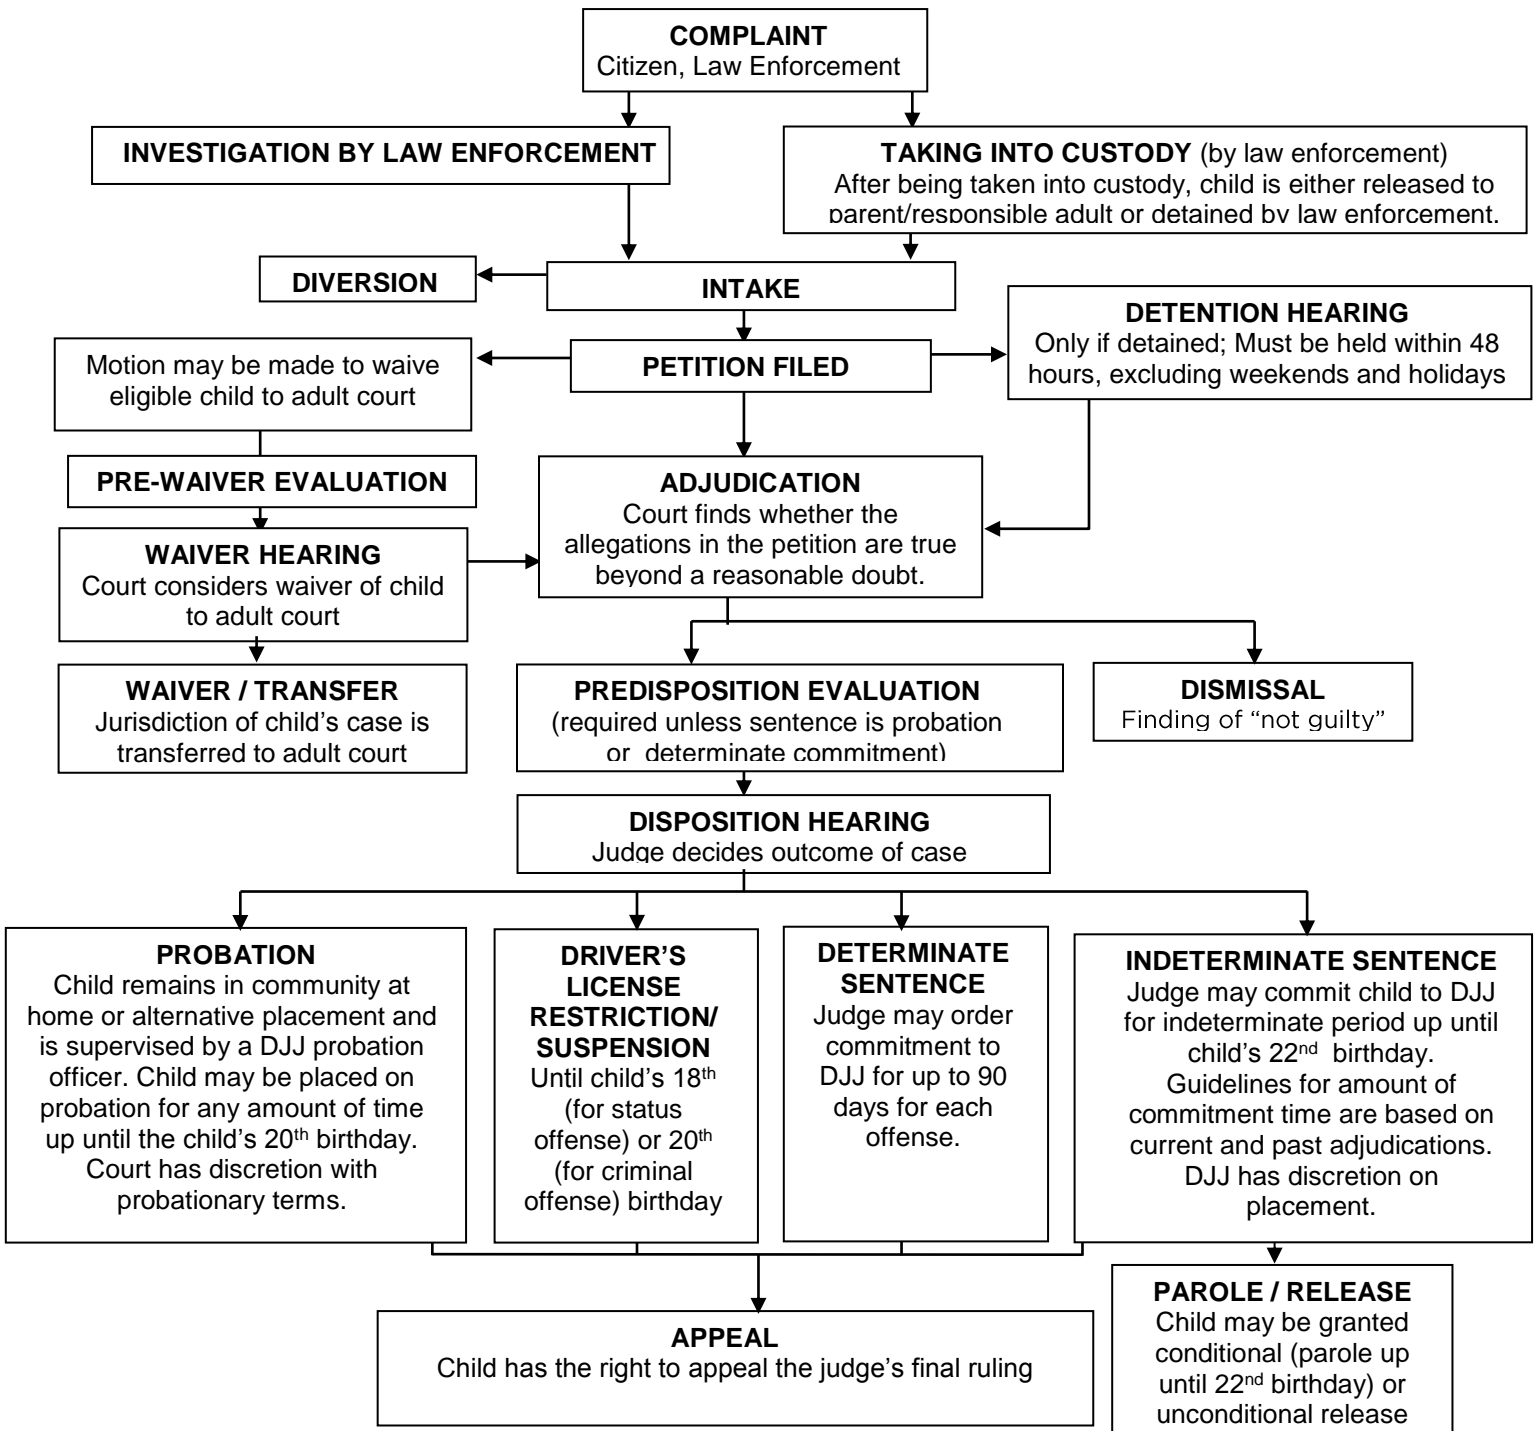 COMPLAINT
Citizen, Law Enforcement
INVESTIGATION BY LAW ENFORCEMENT
TAKING INTO CUSTODY (by law enforcement)
After being taken into custody, child is either released to
parent/responsible adult or detained by law enforcement.
DIVERSION
INTAKE
DETENTION HEARING
Only if detained; Must be held within 48
hours, excluding weekends and holidays
Motion may be made to waive
eligible child to adult court
PETITION FILED
PRE-WAIVER EVALUATION
ADJUDICATION
Court finds whether the
allegations in the petition are true
beyond a reasonable doubt.
WAIVER HEARING
Court considers waiver of child
to adult court
WAIVER / TRANSFER
Jurisdiction of child's case is
transferred to adult court
PREDISPOSITION EVALUATION
(required unless sentence is probation
or determinate commitment)
DISMISSAL
Finding of “not guilty”
DISPOSITION HEARING
Judge decides outcome of case
PROBATION
Child remains in community at
home or alternative placement and
is supervised by a DJJ probation
officer. Child may be placed on
probation for any amount of time
up until the child’s 20th birthday.
Court has discretion with
probationary terms.
DRIVER’S
LICENSE
RESTRICTION/
SUSPENSION
Until child’s 18th
(for status
offense) or 20th
(for criminal
offense) birthday
DETERMINATE
SENTENCE
Judge may order
commitment to
DJJ for up to 90
days for each
offense.
INDETERMINATE SENTENCE
Judge may commit child to DJJ
for indeterminate period up until
child’s 22nd birthday.
Guidelines for amount of
commitment time are based on
current and past adjudications.
DJJ has discretion on
placement.
APPEAL
Child has the right to appeal the judge’s final ruling
PAROLE / RELEASE
Child may be granted
conditional (parole up
until 22nd birthday) or
unconditional release